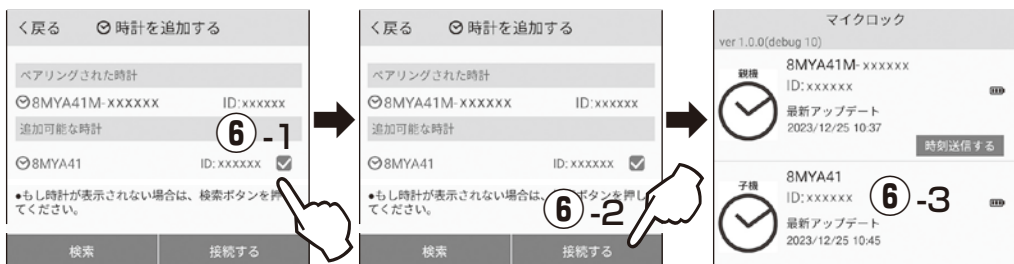 く戻る 時計を追加する
ペアリングされた時計
8MYA41M-xxxxxx ID:xxxxxx
追加可能な時計
8MYA41 ID:xxxxxx
⑥-1
●もし時計が表示されない場合は、検索ボタンを押
てください。
検索 接続する
く戻る 時計を追加する
ペアリングされた時計
8MYA41M-xxxxxx ID:xxxxxx
追加可能な時計
8MYA41 ID:xxxxxx
●もし時計が表示されない場合は、 ボタンを押し
てください。
⑥-2
検索 接続する
マイクロック
ver 1.0.0(debug 10)
親機
8MYA41M-xxxxxx
ID:xxxxxx
最新アップデート
2023/12/25 10:37
時刻送信する
子機
8MYA41
ID:xxxxxx
⑥-3
最新アップデート
2023/12/25 10:45